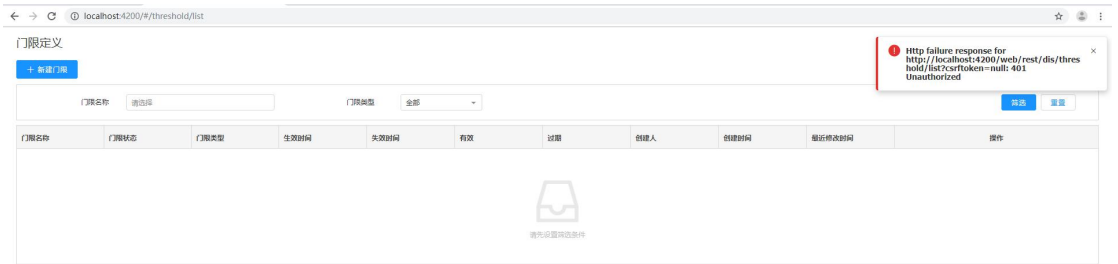 localhost:4200/#/threshold/list
门限定义
+ 新建门限
Http failure response for
http://localhost:4200/web/rest/dis/thres
hold/list?csrftoken=null: 401
Unauthorized
门限名称 请选择 门限类型 全部 筛选 重置
门限名称 门限状态 门限类型 生效时间 失效时间 有效 过期 创建人 创建时间 最近修改时间 操作
请先设置筛选条件